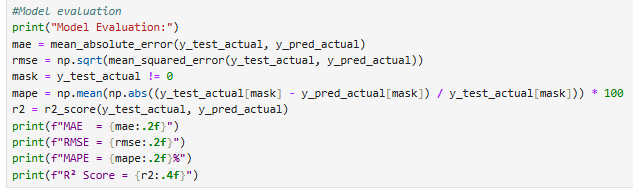 #Model evaluation
print("Model Evaluation:")
mae = mean_absolute_error(y_test_actual, y_pred_actual)
rmse = np.sqrt(mean_squared_error(y_test_actual, y_pred_actual))
mask = y_test_actual != 0
mape = np.mean(np.abs((y_test_actual[mask] - y_pred_actual[mask]) / y_test_actual[mask])) * 100
r2 = r2_score(y_test_actual, y_pred_actual)
print(f"MAE  = {mae:.2f}")
print(f"RMSE = {rmse:.2f}")
print(f"MAPE = {mape:.2f}%")
print(f"R² Score = {r2:.4f}")